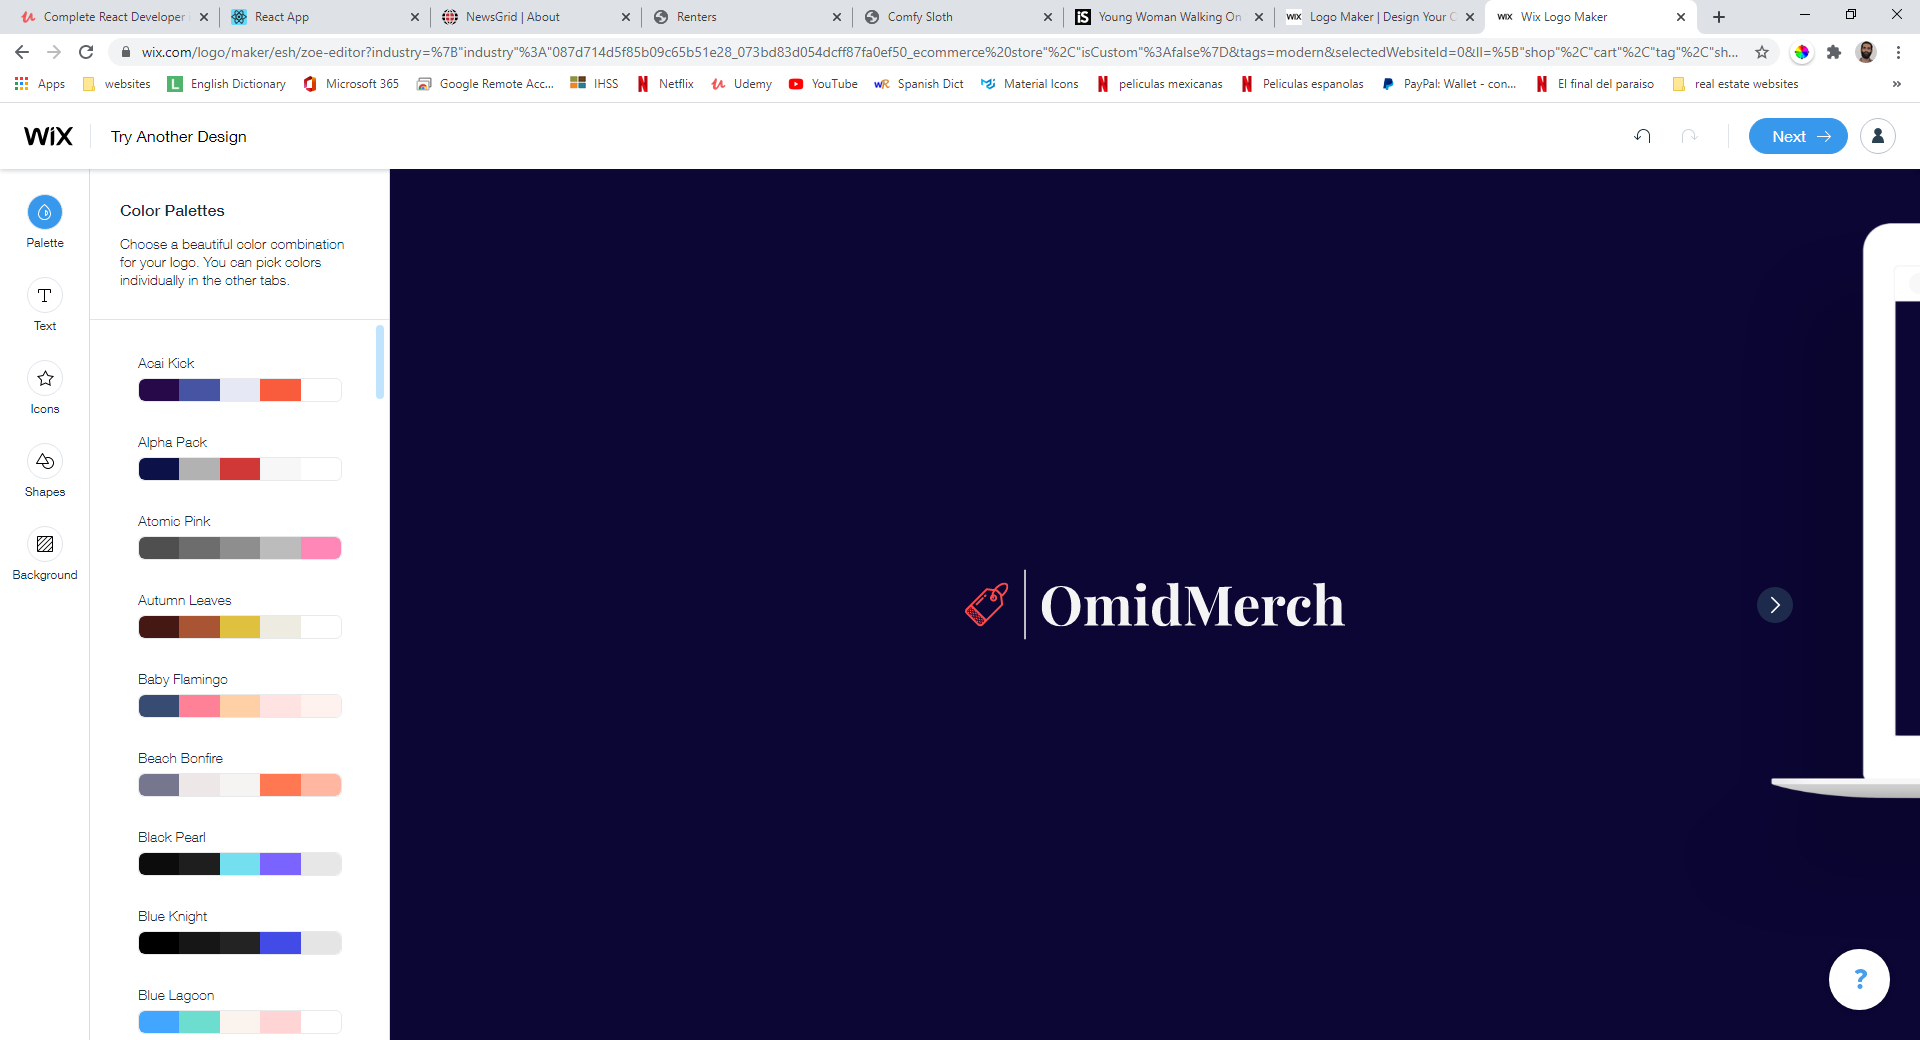 Complete React Developer
React App
NewsGrid | About
Renters
Comfy Sloth
iS
Young Woman Walking On
WIX
Logo Maker | Design Your O
WIX
Wix Logo Maker
wix.com/logo/maker/esh/zoe-editor?industry=%7B"industry"%3A"087d714d5f85b09c65b51e28_073bd83d054dcff87fa0ef50_ecommerce%20store"%2C"isCustom"%3Afalse%7D&tags=modern&selectedWebsiteId=0&ll=%5B"shop"%2C"cart"%2C"tag"%2C"sh...
Apps
websites
L
English Dictionary
Microsoft 365
Google Remote Acc...
IHSS
N
Netflix
Udemy
YouTube
wR
Spanish Dict
Material Icons
N
peliculas mexicanas
N
Peliculas espanolas
PayPal: Wallet - con...
N
El final del paraiso
real estate websites
»
WIX
Try Another Design
Next
Palette
T
Text
Icons
Shapes
Background
Color Palettes
Choose a beautiful color combination
for your logo. You can pick colors
individually in the other tabs.
Acai Kick
Alpha Pack
Atomic Pink
Autumn Leaves
Baby Flamingo
Beach Bonfire
Black Pearl
Blue Knight
Blue Lagoon
OmidMerch
?